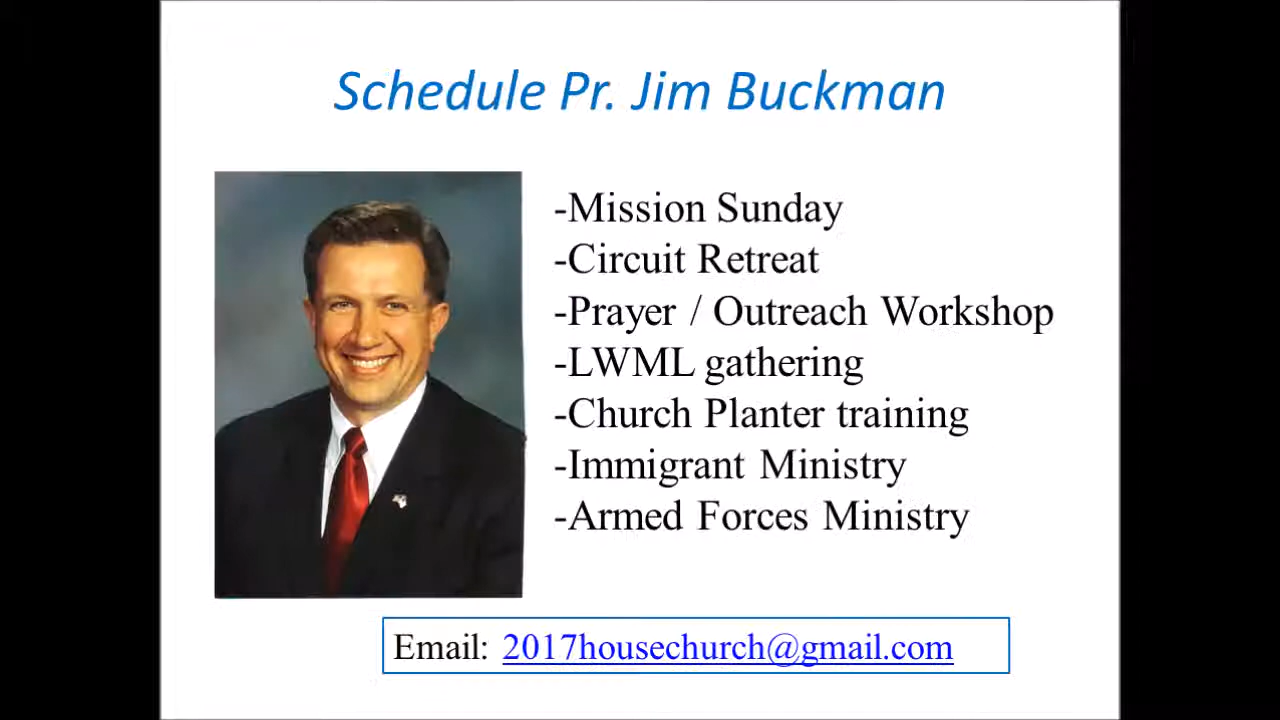 Schedule Pr. Jim Buckman
-Mission Sunday
-Circuit Retreat
-Prayer / Outreach Workshop
-LWML gathering
-Church Planter training
-Immigrant Ministry
-Armed Forces Ministry
Email: 2017housechurch@gmail.com